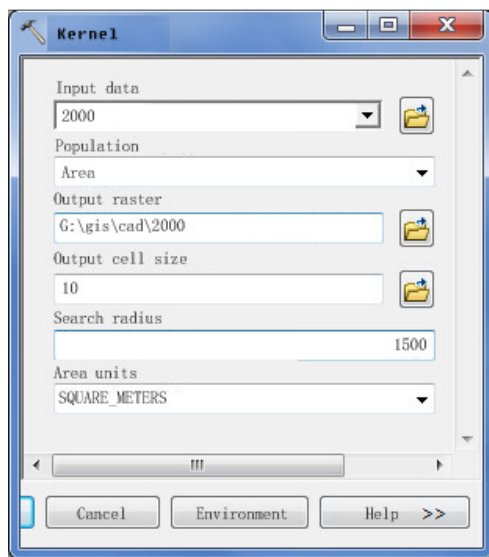 Kernel
Input data
2000
Population
Area
Output raster
G:\gis\cad\2000
Output cell size
10
Search radius
1500
Area units
SQUARE_METERS
Cancel
Environment
Help >>